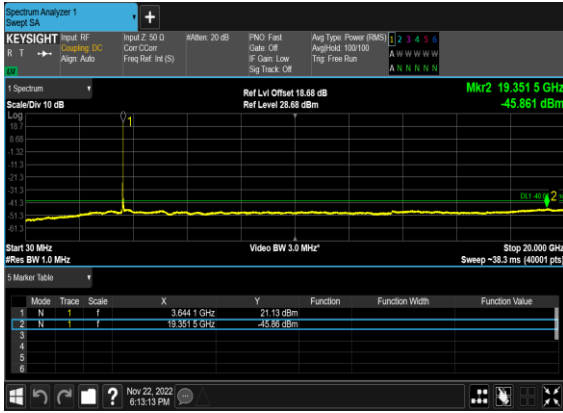 Spectrum Analyzer 1
Swept SA
+
KEYSIGHT
R T
Input: RF
Coupling: DC
Align: Auto
Input Z: 50 Ω
Corr CCorr
Freq Ref: Int (S)
#Atten: 20 dB
PNO: Fast
Gate: Off
IF Gain: Low
Sig Track: Off
Avg Type: Power (RMS)
Avg|Hold: 100/100
Trig: Free Run
1 2 3 4 5 6
A W W W W W
A N N N N N
1 Spectrum
Scale/Div 10 dB
Ref Lvl Offset 18.68 dB
Ref Level 28.68 dBm
Mkr2 19.351 5 GHz
-45.861 dBm
Log
18.7
8.68
-1.32
-11.3
-21.3
-31.3
-41.3
-51.3
-61.3
1
2
Start 30 MHz
#Res BW 1.0 MHz
Video BW 3.0 MHz*
Stop 20.000 GHz
Sweep ~38.3 ms (40001 pts)
5 Marker Table
Mode Trace Scale X Y Function Function Width Function Value
1 N 1 f 3.644 1 GHz 21.13 dBm
2 N 1 f 19.351 5 GHz -45.86 dBm
3
4
5
6
?
Nov 22, 2022
6:13:13 PM